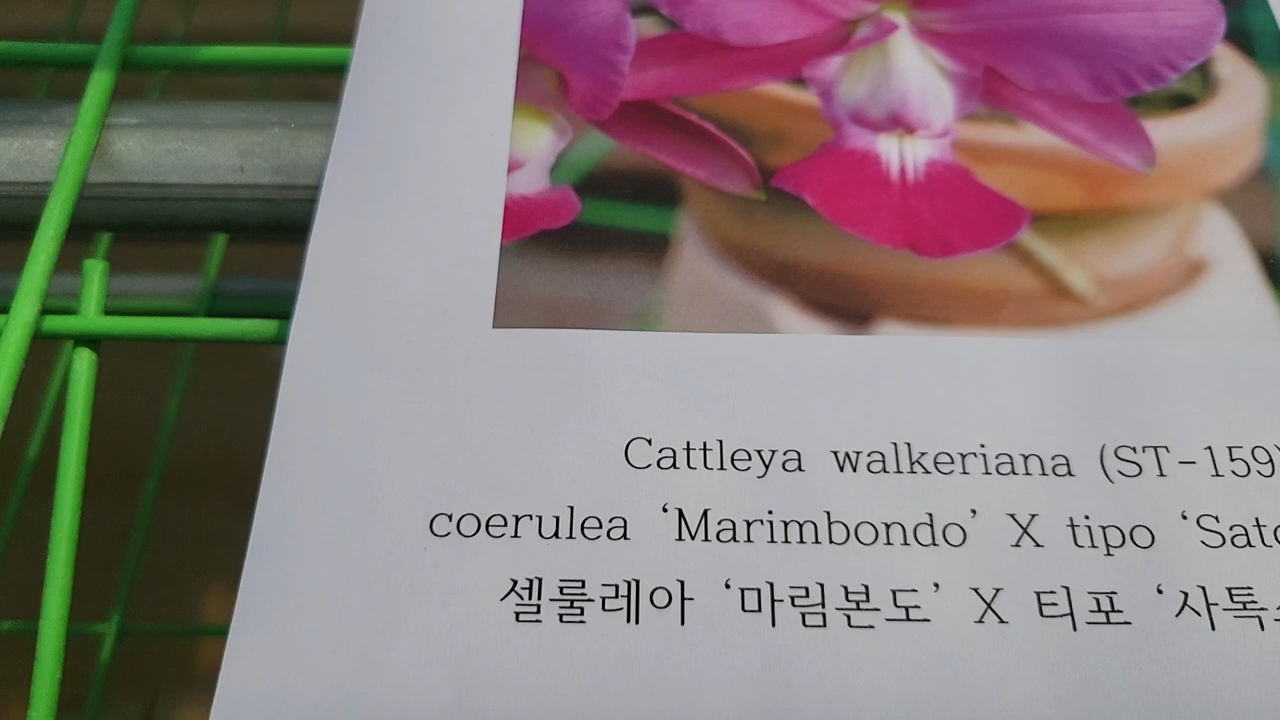 Cattleya walkeriana (ST-159)
coerulea ‘Marimbondo’ X tipo
셀룰레아 ‘마림본도’ X 티포